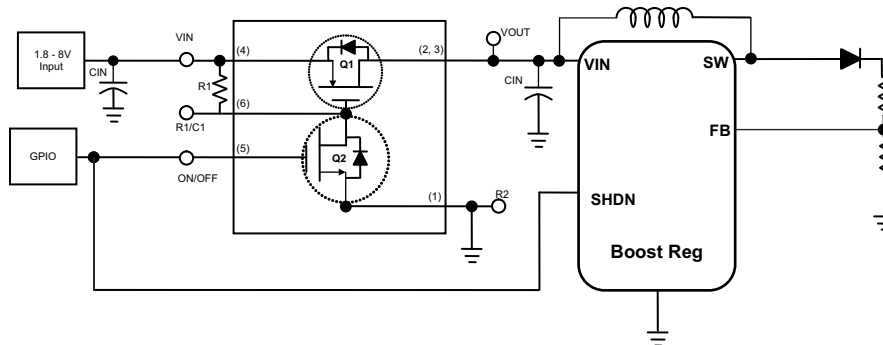 1.8 - 8V
Input
CIN
VIN
(4)
R1
(6)
R1/C1
GPIO
ON/OFF
(5)
Q1
(2, 3)
Q2
(1)
R2
VOUT
CIN
VIN
SW
FB
SHDN
Boost Reg